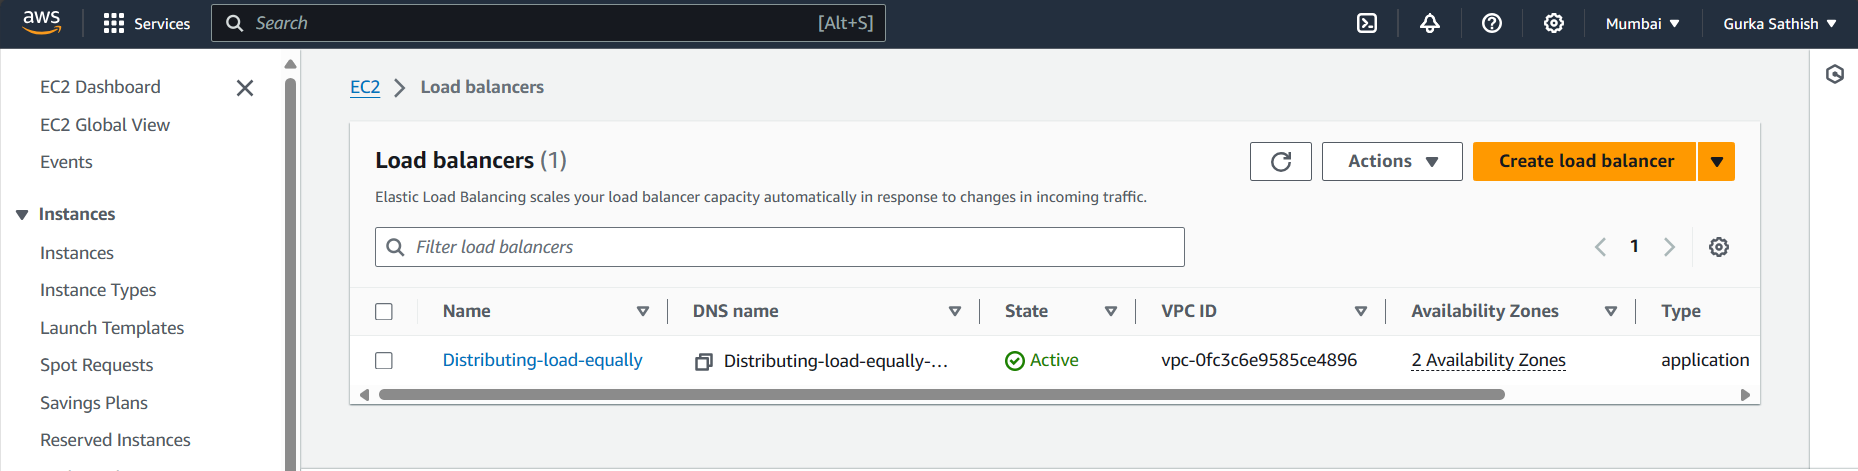 aws Services Search [Alt+S] Mumbai Gurka Sathish
EC2 Dashboard
EC2 Global View
Events
Instances
Instances
Instance Types
Launch Templates
Spot Requests
Savings Plans
Reserved Instances
EC2 Load balancers
Load balancers (1) Actions Create load balancer
Elastic Load Balancing scales your load balancer capacity automatically in response to changes in incoming traffic.
Filter load balancers 1
Name DNS name State VPC ID Availability Zones Type
Distributing-load-equally Distributing-load-equally-... Active vpc-0fc3c6e9585ce4896 2 Availability Zones application